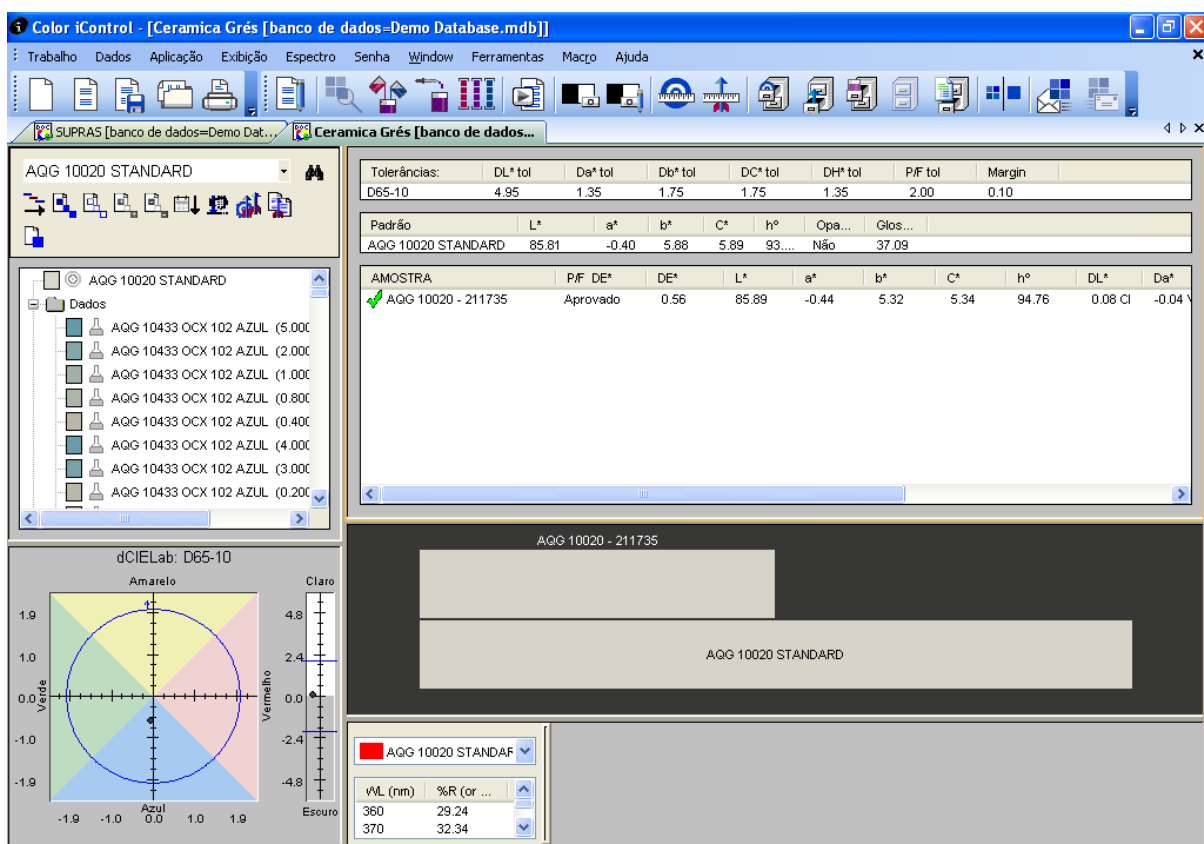 Color iControl - [Ceramica Grés [banco de dados=Demo Database.mdb]]
Trabalho Dados Aplicação Exibição Espectro Senha Window Ferramentas Macro Ajuda
SUPRAS [banco de dados=Demo Dat... Ceramica Grés [banco de dados...
AQG 10020 STANDARD
AQG 10020 STANDARD
Dados
AQG 10433 OCX 102 AZUL (5.000
AQG 10433 OCX 102 AZUL (2.000
AQG 10433 OCX 102 AZUL (1.000
AQG 10433 OCX 102 AZUL (0.800
AQG 10433 OCX 102 AZUL (0.400
AQG 10433 OCX 102 AZUL (4.000
AQG 10433 OCX 102 AZUL (3.000
AQG 10433 OCX 102 AZUL (0.200
Tolerâncias: DL* tol Da* tol Db* tol DC* tol DH* tol P/F tol Margin
D65-10 4.95 1.35 1.75 1.75 1.35 2.00 0.10
Padrão L* a* b* C* hº Opa... Glos...
AQG 10020 STANDARD 85.81 -0.40 5.88 5.89 93.... Não 37.09
AMOSTRA P/F DE* DE* L* a* b* C* hº DL* Da*
AQG 10020 - 211735 Aprovado 0.56 85.89 -0.44 5.32 5.34 94.76 0.08 Cl -0.04
AQG 10020 - 211735
AQG 10020 STANDARD
dCIELab: D65-10
Amarelo Claro
1.9 4.8
1.0 2.4
0.0 Verde Vermelho 0.0
-1.0 -2.4
-1.9 -4.8
Azul Escuro
-1.9 -1.0 0.0 1.0 1.9
AQG 10020 STANDAR
WL (nm) %R (or ...
360 29.24
370 32.34